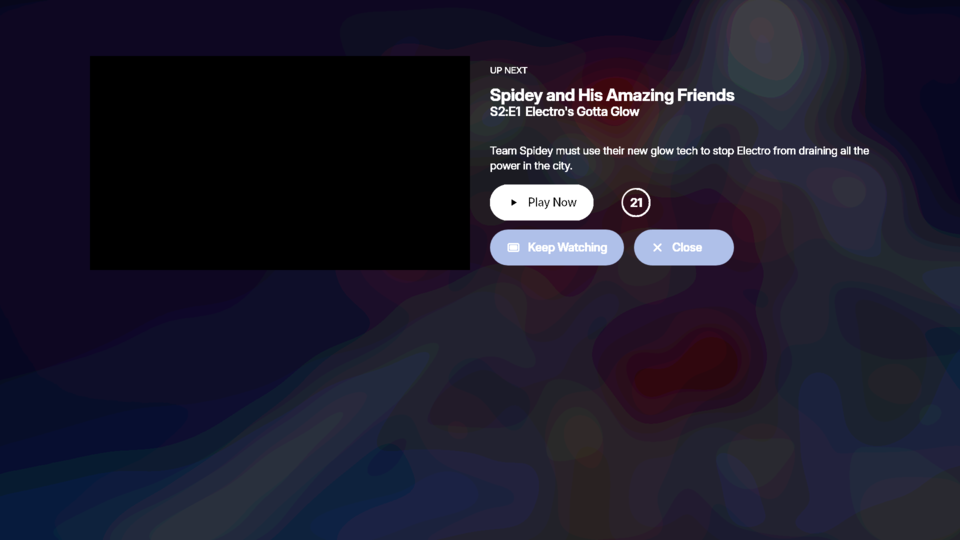 UP NEXT
Spidey and His Amazing Friends
S2:E1 Electro's Gotta Glow
Team Spidey must use their new glow tech to stop Electro from draining all the
power in the city.
Play Now
21
Keep Watching
Close